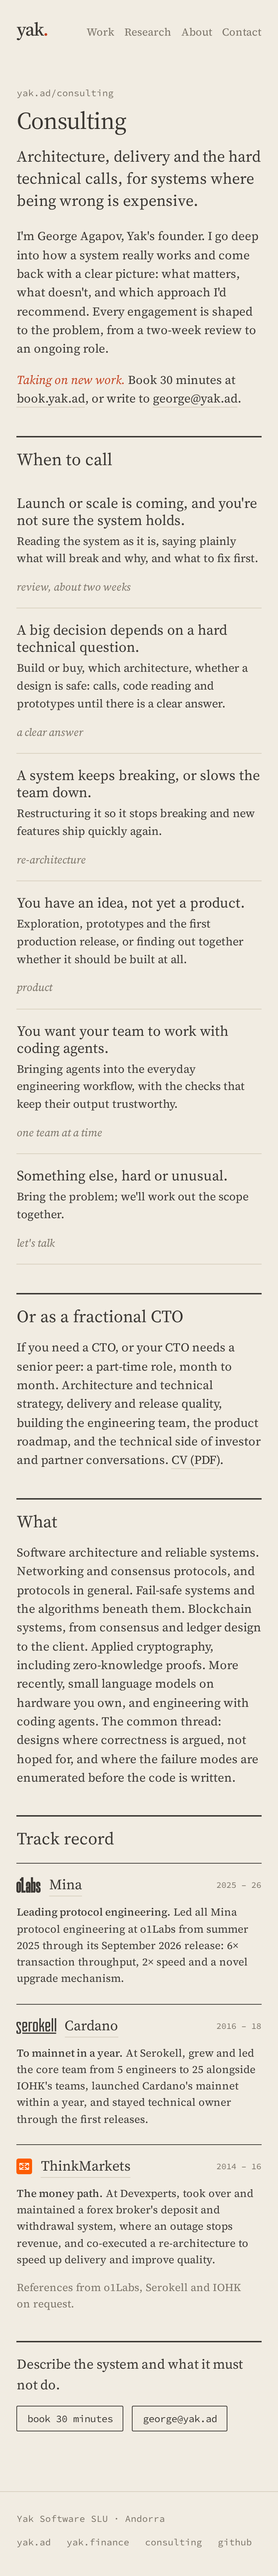 yak.
Work Research About Contact
yak.ad/consulting
Consulting
Architecture, delivery and the hard
technical calls, for systems where
being wrong is expensive.
I'm George Agapov, Yak's founder. I go deep
into how a system really works and come
back with a clear picture: what matters,
what doesn't, and which approach I'd
recommend. Every engagement is shaped
to the problem, from a two-week review to
an ongoing role.
Taking on new work. Book 30 minutes at
book.yak.ad, or write to george@yak.ad.
When to call
Launch or scale is coming, and you're
not sure the system holds.
Reading the system as it is, saying plainly
what will break and why, and what to fix first.
review, about two weeks
A big decision depends on a hard
technical question.
Build or buy, which architecture, whether a
design is safe: calls, code reading and
prototypes until there is a clear answer.
a clear answer
A system keeps breaking, or slows the
team down.
Restructuring it so it stops breaking and new
features ship quickly again.
re-architecture
You have an idea, not yet a product.
Exploration, prototypes and the first
production release, or finding out together
whether it should be built at all.
product
You want your team to work with
coding agents.
Bringing agents into the everyday
engineering workflow, with the checks that
keep their output trustworthy.
one team at a time
Something else, hard or unusual.
Bring the problem; we'll work out the scope
together.
let's talk
Or as a fractional CTO
If you need a CTO, or your CTO needs a
senior peer: a part-time role, month to
month. Architecture and technical
strategy, delivery and release quality,
building the engineering team, the product
roadmap, and the technical side of investor
and partner conversations. CV (PDF).
What
Software architecture and reliable systems.
Networking and consensus protocols, and
protocols in general. Fail-safe systems and
the algorithms beneath them. Blockchain
systems, from consensus and ledger design
to the client. Applied cryptography,
including zero-knowledge proofs. More
recently, small language models on
hardware you own, and engineering with
coding agents. The common thread:
designs where correctness is argued, not
hoped for, and where the failure modes are
enumerated before the code is written.
Track record
o1Labs Mina 2025 – 26
Leading protocol engineering. Led all Mina
protocol engineering at o1Labs from summer
2025 through its September 2026 release: 6×
transaction throughput, 2× speed and a novel
upgrade mechanism.
serokell Cardano 2016 – 18
To mainnet in a year. At Serokell, grew and led
the core team from 5 engineers to 25 alongside
IOHK's teams, launched Cardano's mainnet
within a year, and stayed technical owner
through the first releases.
ThinkMarkets 2014 – 16
The money path. At Devexperts, took over and
maintained a forex broker's deposit and
withdrawal system, where an outage stops
revenue, and co-executed a re-architecture to
speed up delivery and improve quality.
References from o1Labs, Serokell and IOHK
on request.
Describe the system and what it must
not do.
book 30 minutes george@yak.ad
Yak Software SLU · Andorra
yak.ad yak.finance consulting github